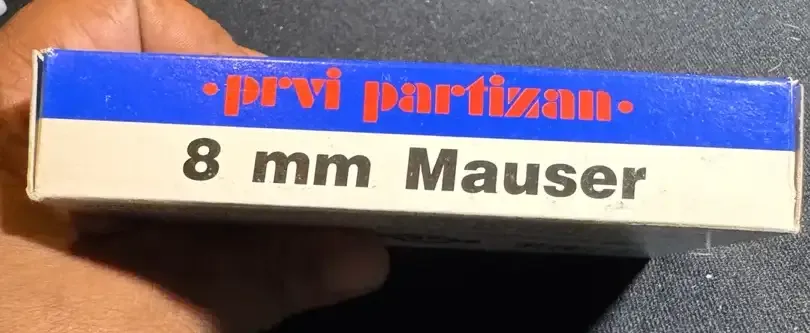 ·prvi partizan·
8 mm Mauser